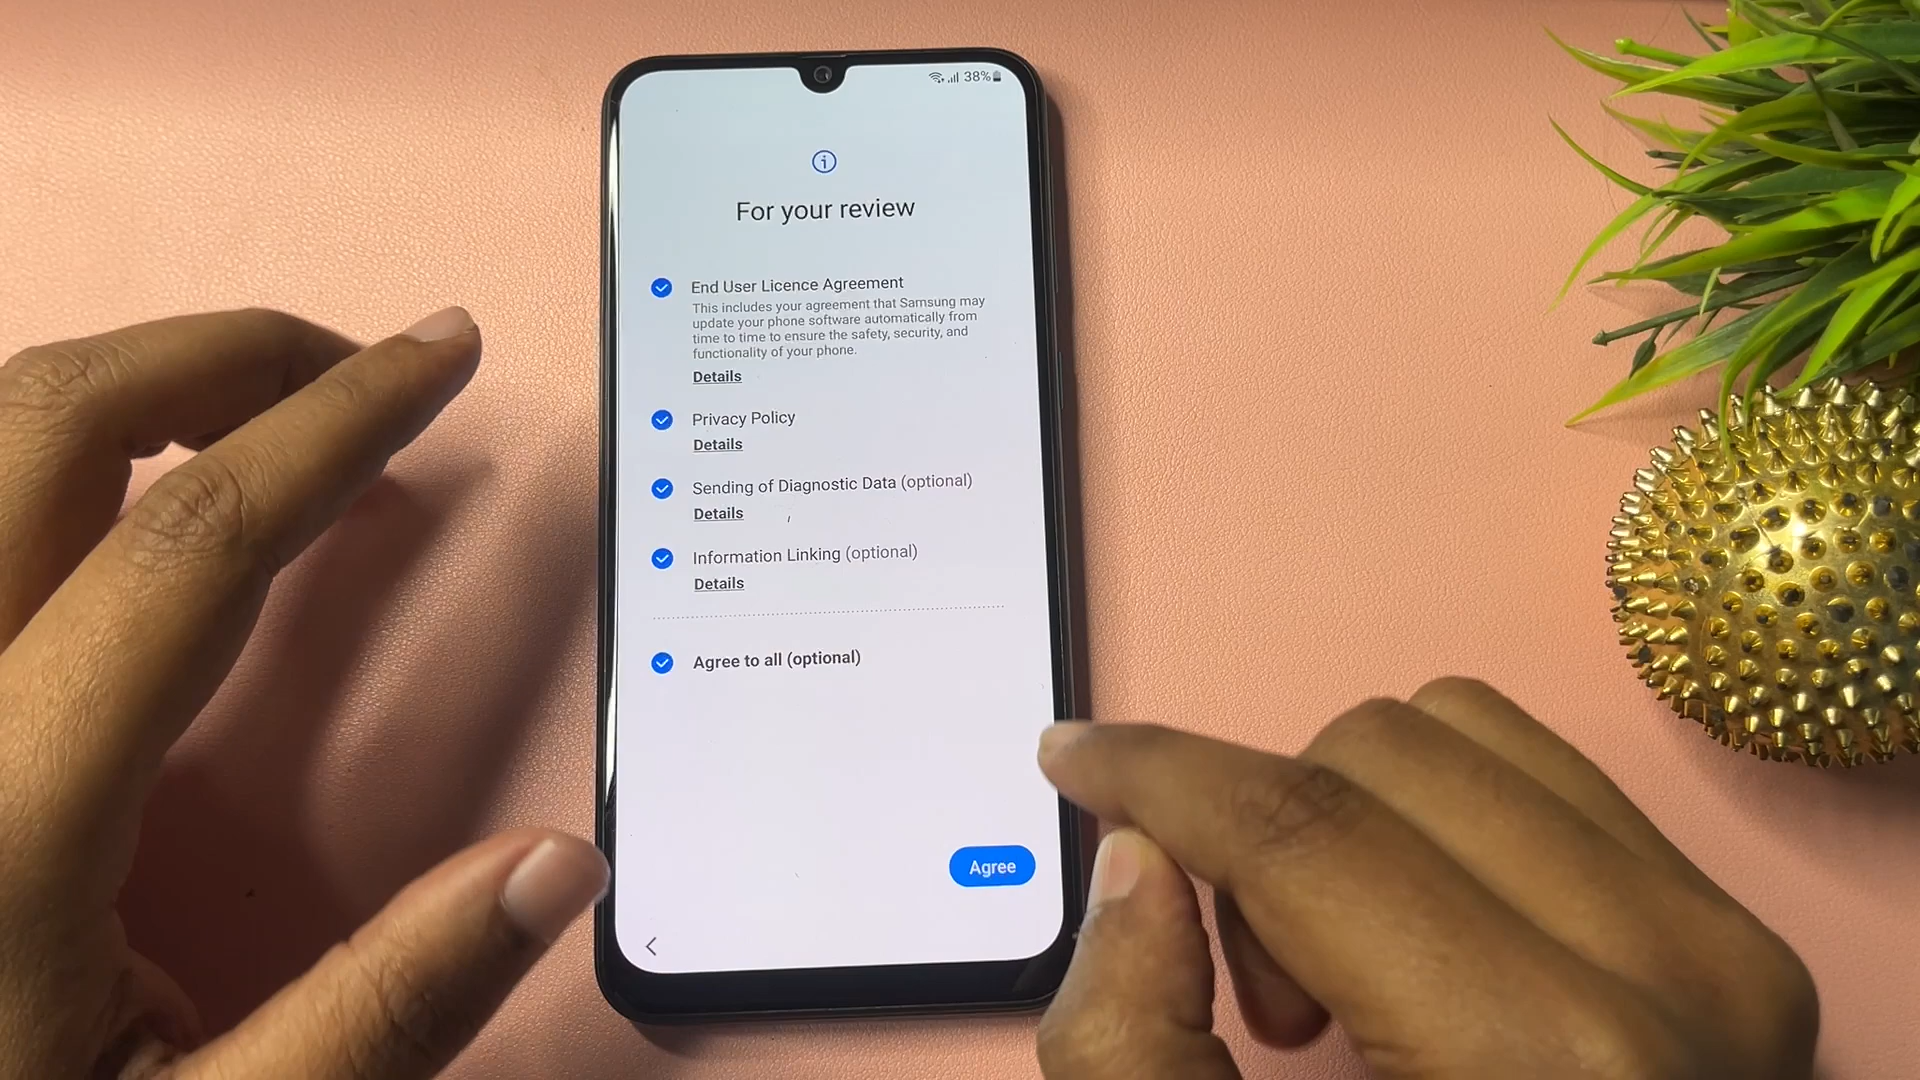 38%
For your review
End User Licence Agreement
This includes your agreement that Samsung may
update your phone software automatically from
time to time to ensure the safety, security, and
functionality of your phone.
Details
Privacy Policy
Details
Sending of Diagnostic Data (optional)
Details
Information Linking (optional)
Details
Agree to all (optional)
Agree